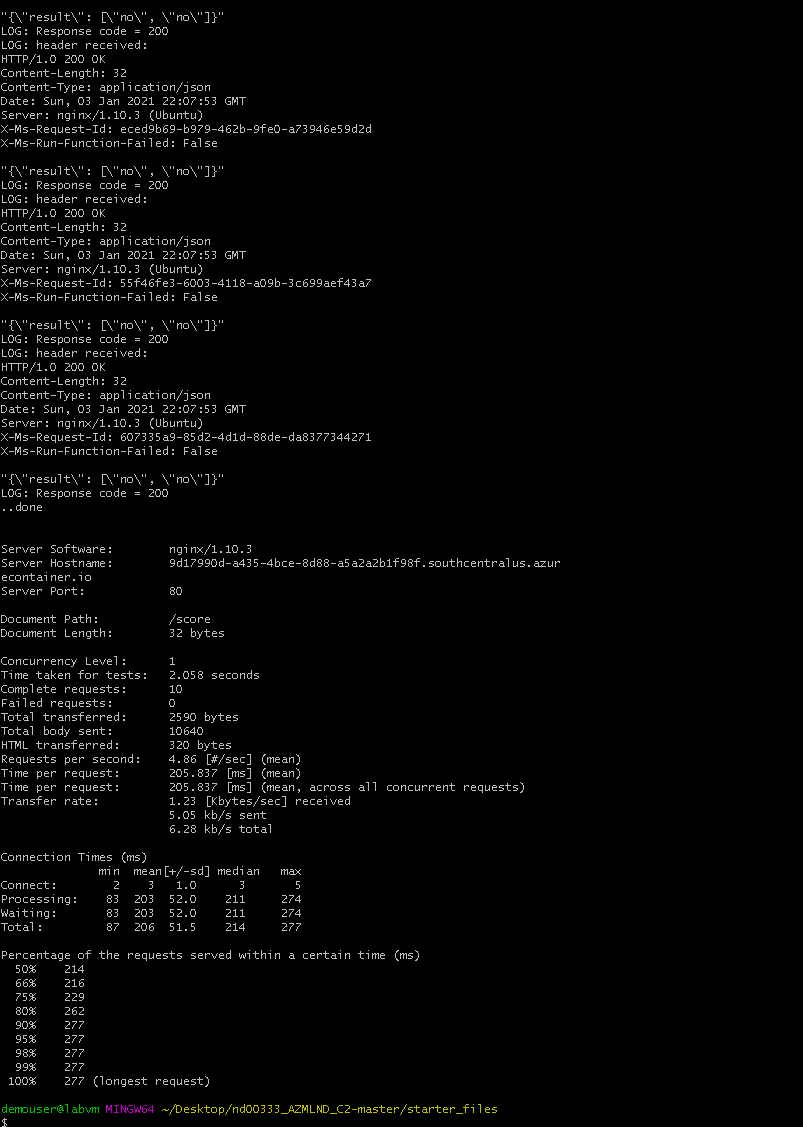 "{\"result\": [\"no\", \"no\"]}"
LOG: Response code = 200
LOG: header received:
HTTP/1.0 200 OK
Content-Length: 32
Content-Type: application/json
Date: Sun, 03 Jan 2021 22:07:53 GMT
Server: nginx/1.10.3 (Ubuntu)
X-Ms-Request-Id: eced9b69-b979-462b-9fe0-a73946e59d2d
X-Ms-Run-Function-Failed: False

"{\"result\": [\"no\", \"no\"]}"
LOG: Response code = 200
LOG: header received:
HTTP/1.0 200 OK
Content-Length: 32
Content-Type: application/json
Date: Sun, 03 Jan 2021 22:07:53 GMT
Server: nginx/1.10.3 (Ubuntu)
X-Ms-Request-Id: 55f46fe3-6003-4118-a09b-3c699aef43a7
X-Ms-Run-Function-Failed: False

"{\"result\": [\"no\", \"no\"]}"
LOG: Response code = 200
LOG: header received:
HTTP/1.0 200 OK
Content-Length: 32
Content-Type: application/json
Date: Sun, 03 Jan 2021 22:07:53 GMT
Server: nginx/1.10.3 (Ubuntu)
X-Ms-Request-Id: 607335a9-85d2-4d1d-88de-da8377344271
X-Ms-Run-Function-Failed: False

"{\"result\": [\"no\", \"no\"]}"
LOG: Response code = 200
..done

Server Software:        nginx/1.10.3
Server Hostname:        9d17990d-a435-4bce-8d88-a5a2a2b1f98f.southcentralus.azur
econtainer.io
Server Port:            80

Document Path:          /score
Document Length:        32 bytes

Concurrency Level:      1
Time taken for tests:   2.058 seconds
Complete requests:      10
Failed requests:        0
Total transferred:      2590 bytes
Total body sent:        10640
HTML transferred:       320 bytes
Requests per second:    4.86 [#/sec] (mean)
Time per request:       205.837 [ms] (mean)
Time per request:       205.837 [ms] (mean, across all concurrent requests)
Transfer rate:          1.23 [Kbytes/sec] received
                        5.05 kb/s sent
                        6.28 kb/s total

Connection Times (ms)
              min  mean[+/-sd] median   max
Connect:        2    3   1.0      3       5
Processing:    83  203  52.0    211     274
Waiting:       83  203  52.0    211     274
Total:         87  206  51.5    214     277

Percentage of the requests served within a certain time (ms)
  50%    214
  66%    216
  75%    229
  80%    262
  90%    277
  95%    277
  98%    277
  99%    277
 100%    277 (longest request)

demouser@labvm MINGW64 ~/Desktop/nd00333_AZMLND_C2-master/starter_files
$